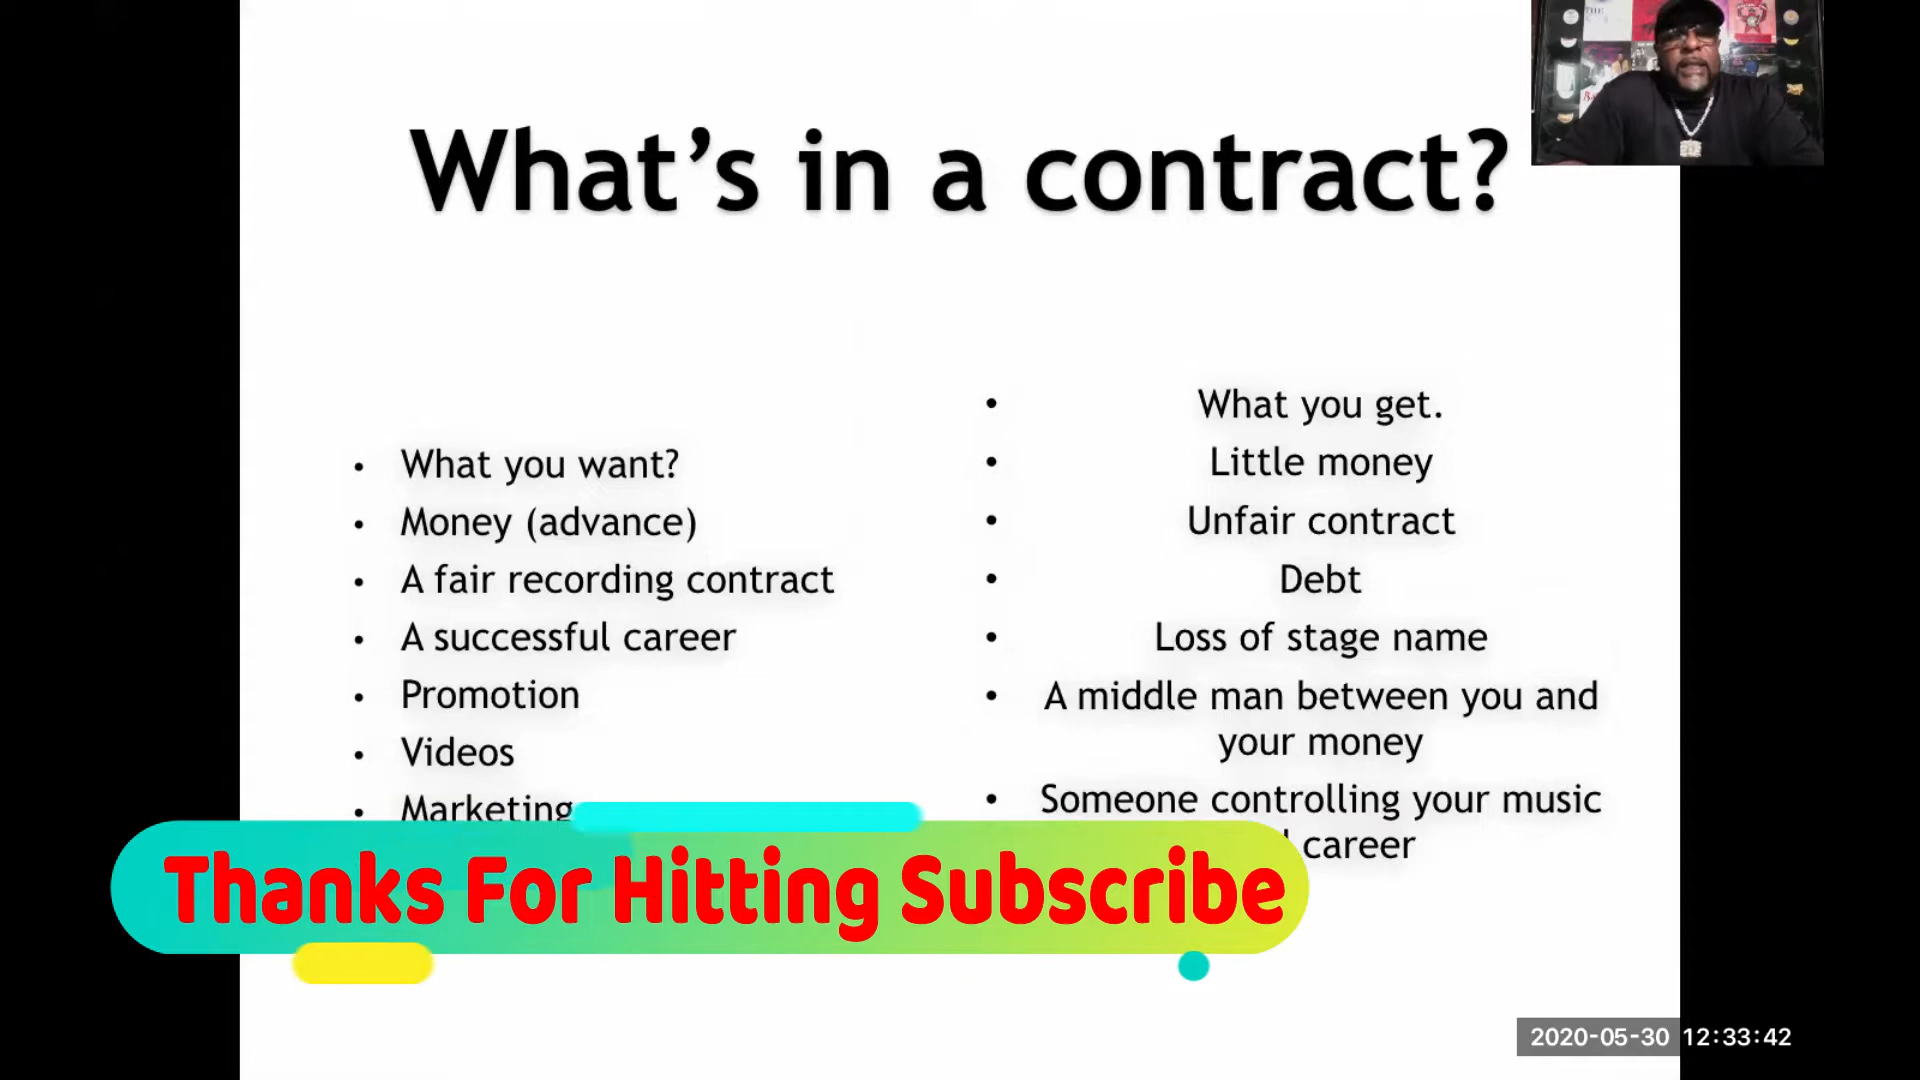 What's in a contract?
What you want?
Money (advance)
A fair recording contract
A successful career
Promotion
Videos
Marketing
What you get.
Little money
Unfair contract
Debt
Loss of stage name
A middle man between you and
your money
Someone controlling your music
career
Thanks For Hitting Subscribe
2020-05-30 12:33:42